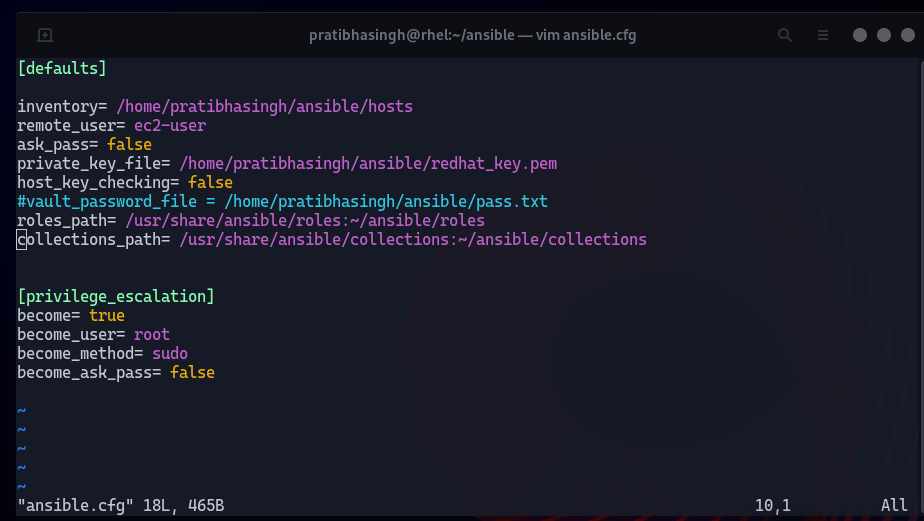 pratibhasingh@rhel:~/ansible — vim ansible.cfg
[defaults]
inventory= /home/pratibhasingh/ansible/hosts
remote_user= ec2-user
ask_pass= false
private_key_file= /home/pratibhasingh/ansible/redhat_key.pem
host_key_checking= false
#vault_password_file = /home/pratibhasingh/ansible/pass.txt
roles_path= /usr/share/ansible/roles:~/ansible/roles
collections_path= /usr/share/ansible/collections:~/ansible/collections
[privilege_escalation]
become= true
become_user= root
become_method= sudo
become_ask_pass= false
~
~
~
~
~
"ansible.cfg" 18L, 465B 10,1 All